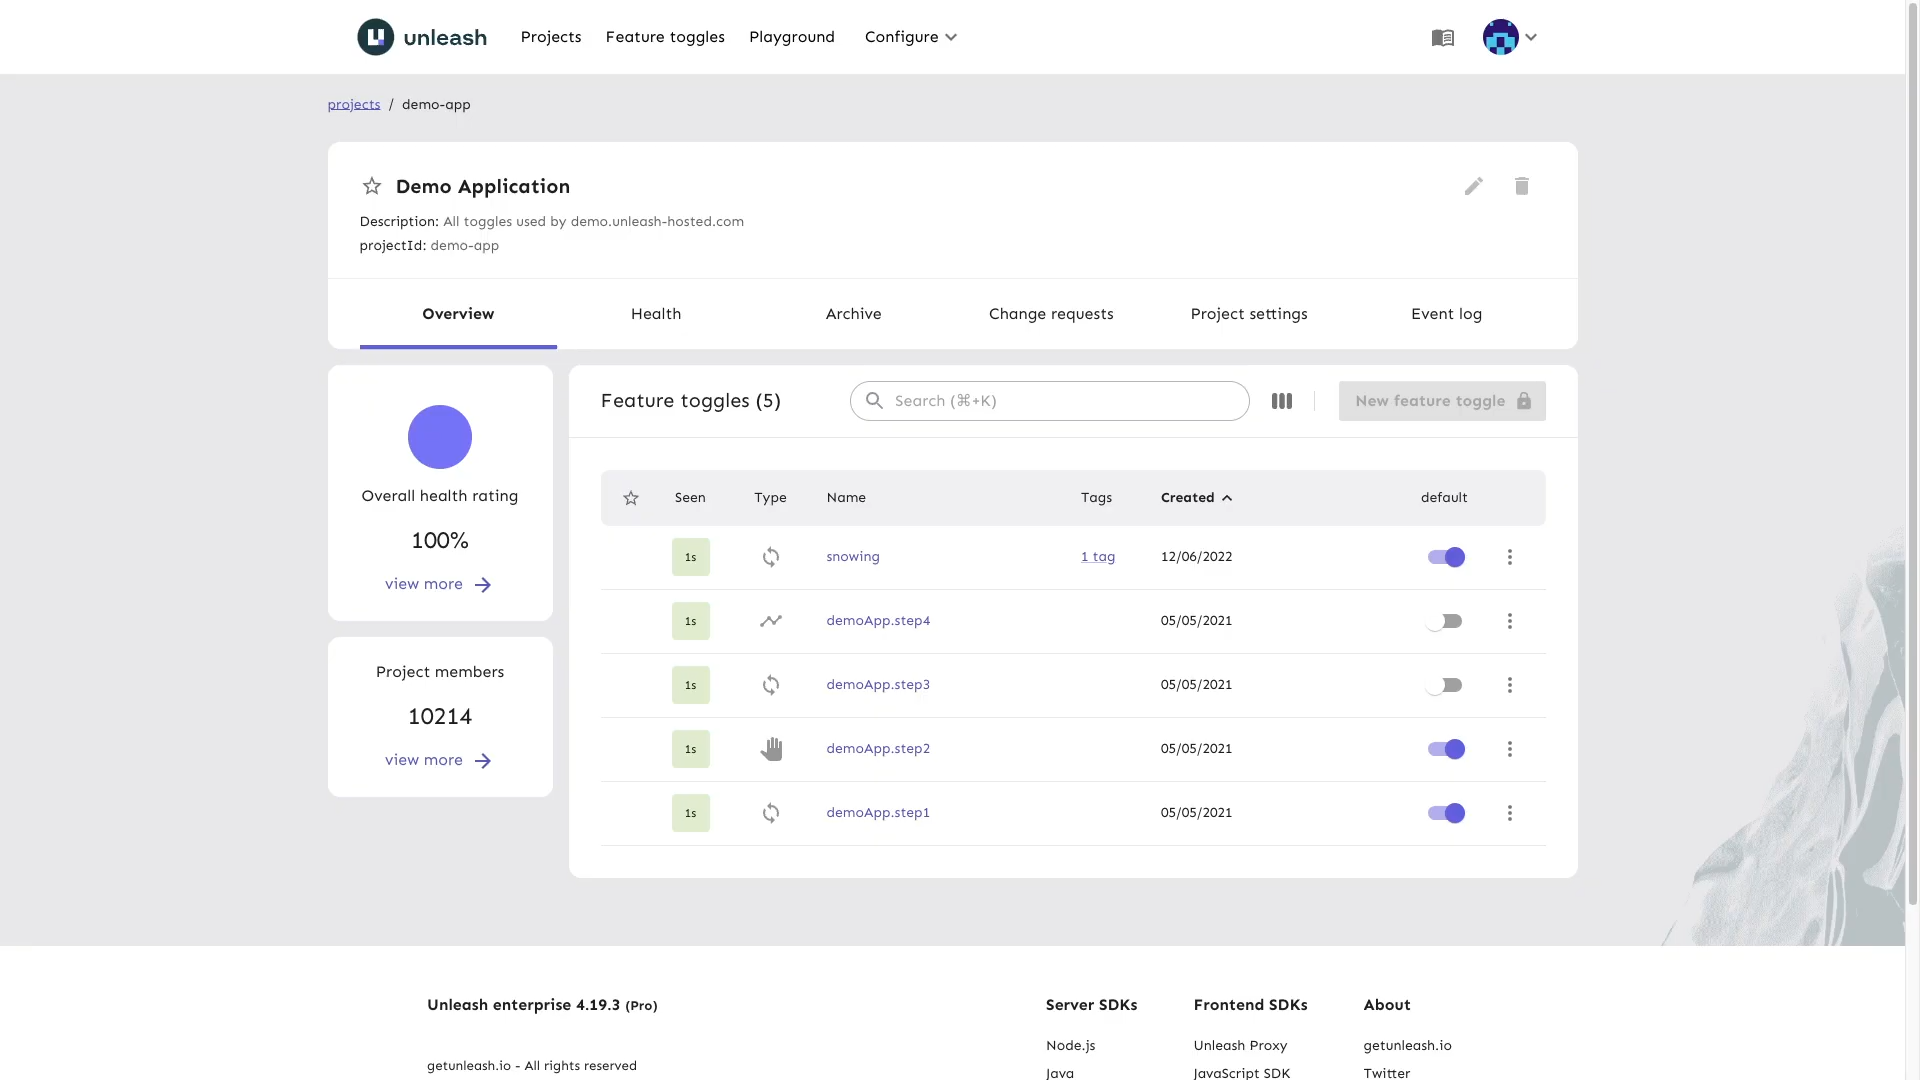 unleash Projects Feature toggles Playground Configure
projects / demo-app
Demo Application
Description: All toggles used by demo.unleash-hosted.com
projectId: demo-app
Overview Health Archive Change requests Project settings Event log
Overall health rating
100%
view more
Project members
10214
view more
Feature toggles (5) Search (⌘+K) New feature toggle
Seen Type Name Tags Created default
1s snowing 1 tag 12/06/2022
1s demoApp.step4 05/05/2021
1s demoApp.step3 05/05/2021
1s demoApp.step2 05/05/2021
1s demoApp.step1 05/05/2021
Unleash enterprise 4.19.3 (Pro)
getunleash.io - All rights reserved
Server SDKs
Node.js
Java
Frontend SDKs
Unleash Proxy
JavaScript SDK
About
getunleash.io
Twitter